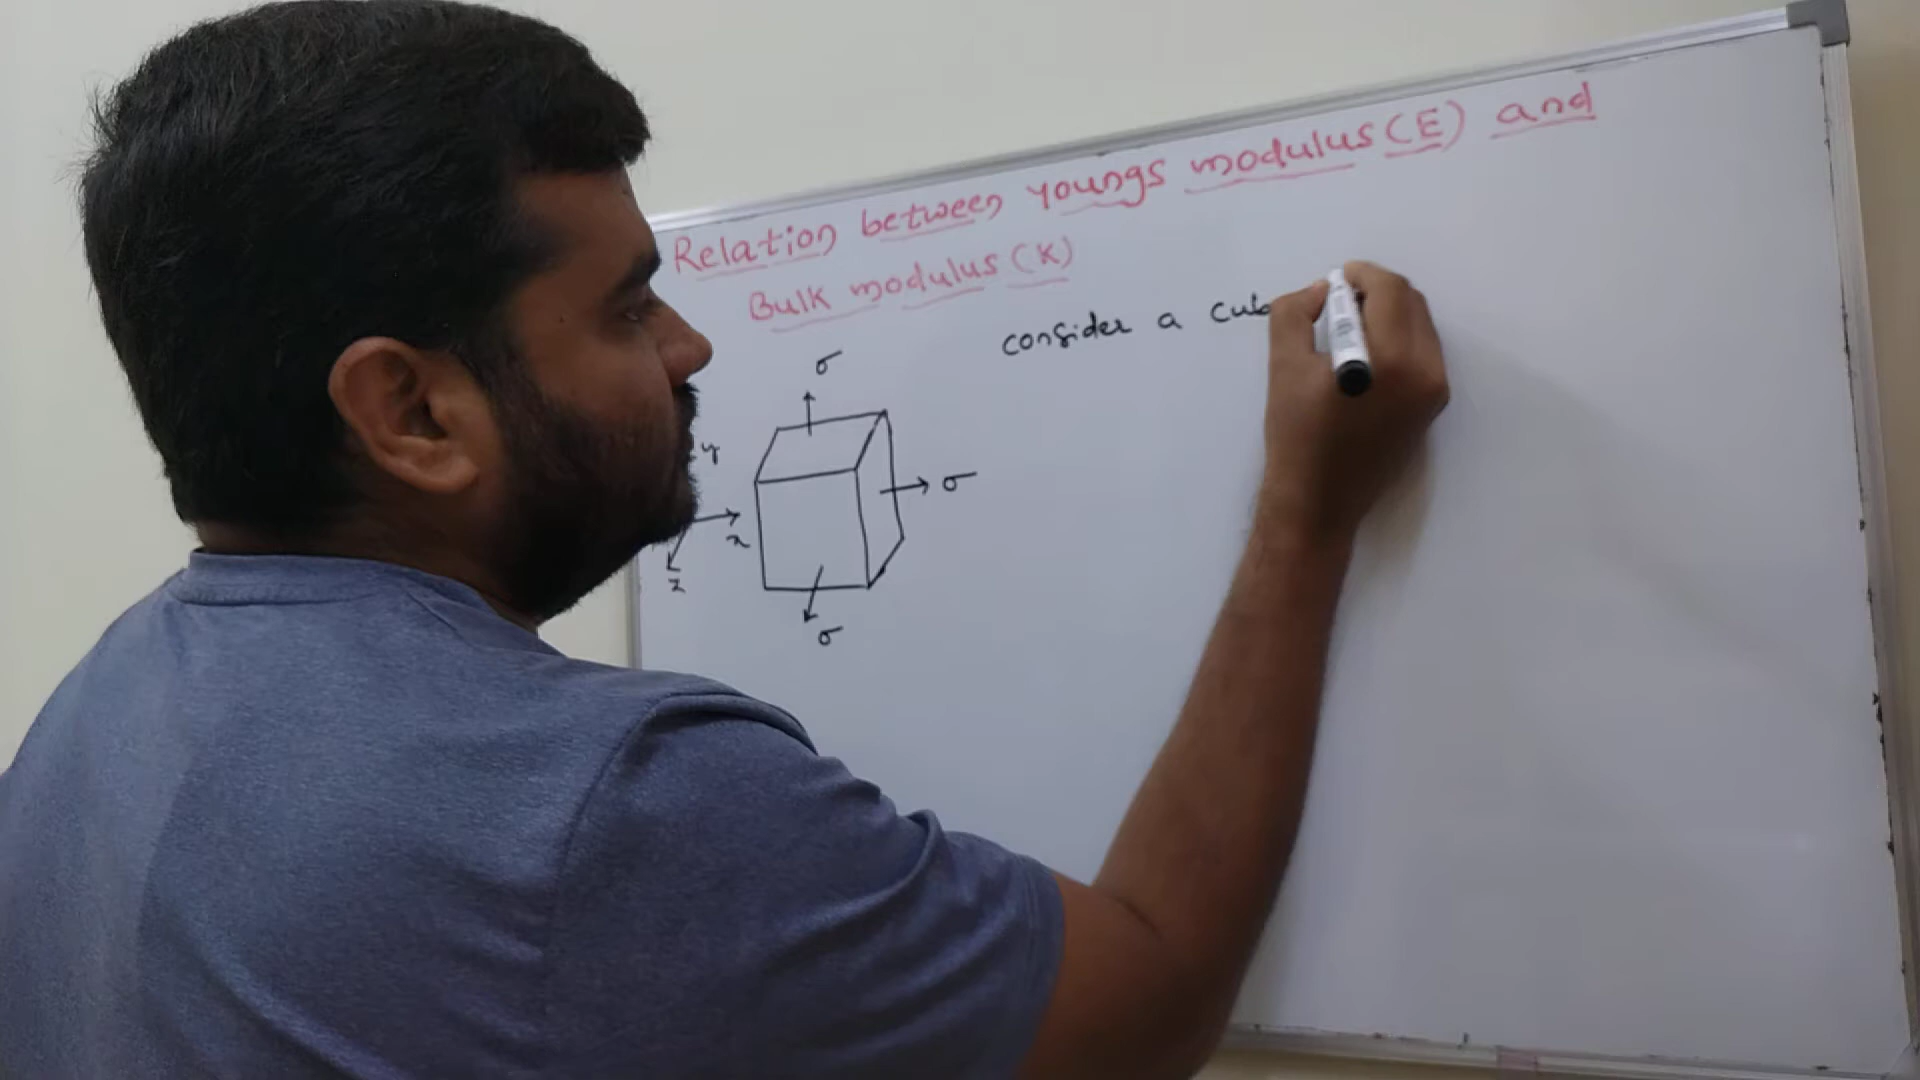 Relation between youngs modulus (E) and
Bulk modulus (K)
consider a cub
σ
y
σ
x
z
σ